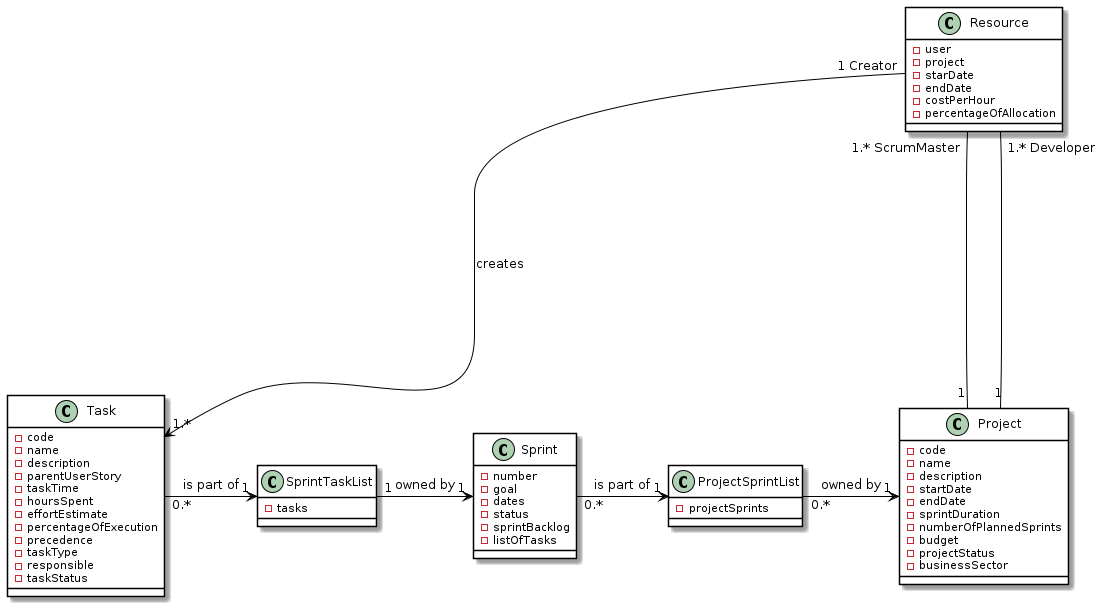 C Resource
user
project
starDate
endDate
costPerHour
percentageOfAllocation
1 Creator
1.* ScrumMaster
1.* Developer
creates
1
1
C Task
code
name
description
parentUserStory
taskTime
hoursSpent
effortEstimate
percentageOfExecution
precedence
taskType
responsible
taskStatus
1.*
is part of
1
0.*
C SprintTaskList
tasks
1
owned by
1
C Sprint
number
goal
dates
status
sprintBacklog
listOfTasks
is part of
1
0.*
C ProjectSprintList
projectSprints
owned by
1
0.*
C Project
code
name
description
startDate
endDate
sprintDuration
numberOfPlannedSprints
budget
projectStatus
businessSector